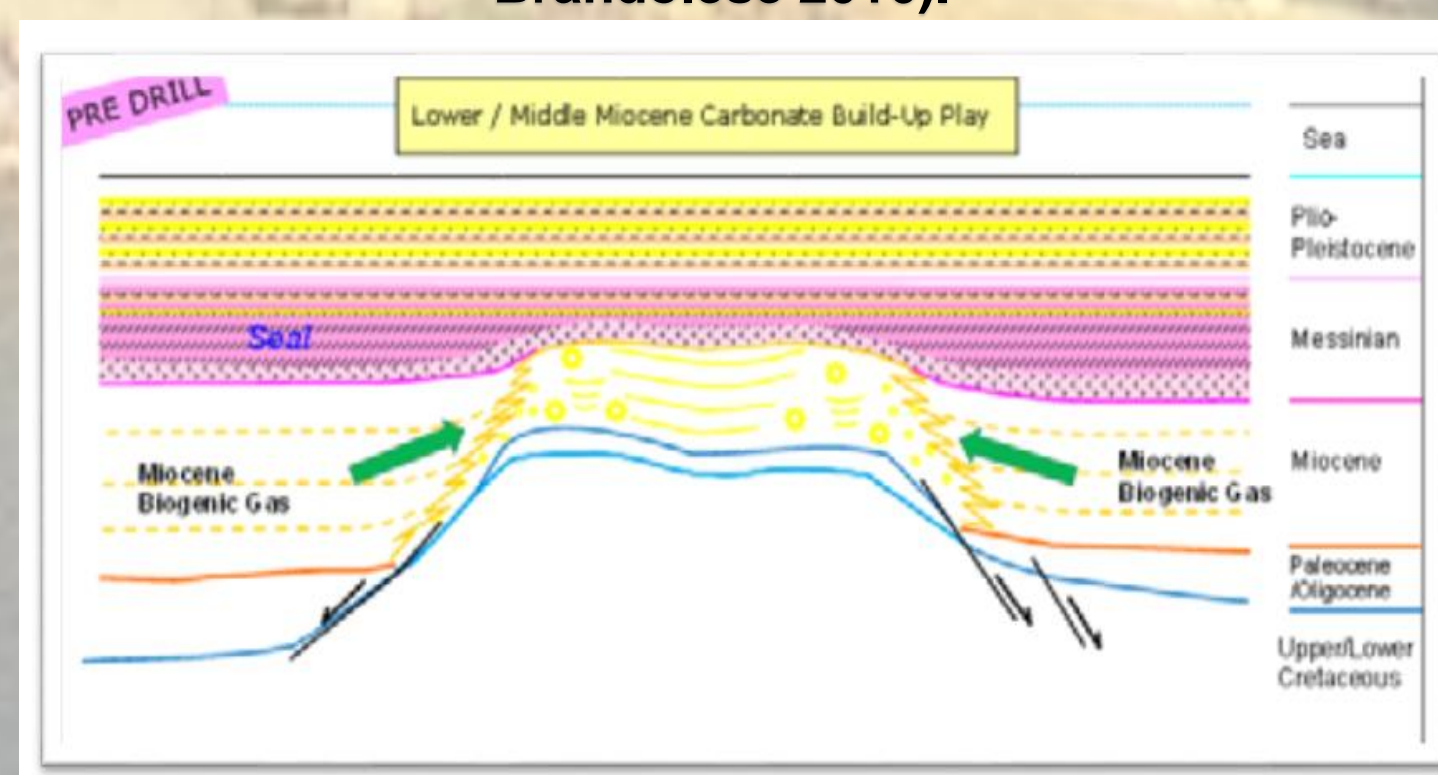 PRE DRILL
Lower / Middle Miocene Carbonate Build-Up Play
Sea
Plio-
Pleistocene
Seal
Messinian
Miocene
Biogenic Gas
Miocene
Biogenic Gas
Miocene
Paleocene
/Oligocene
Upper/Lower
Cretaceous